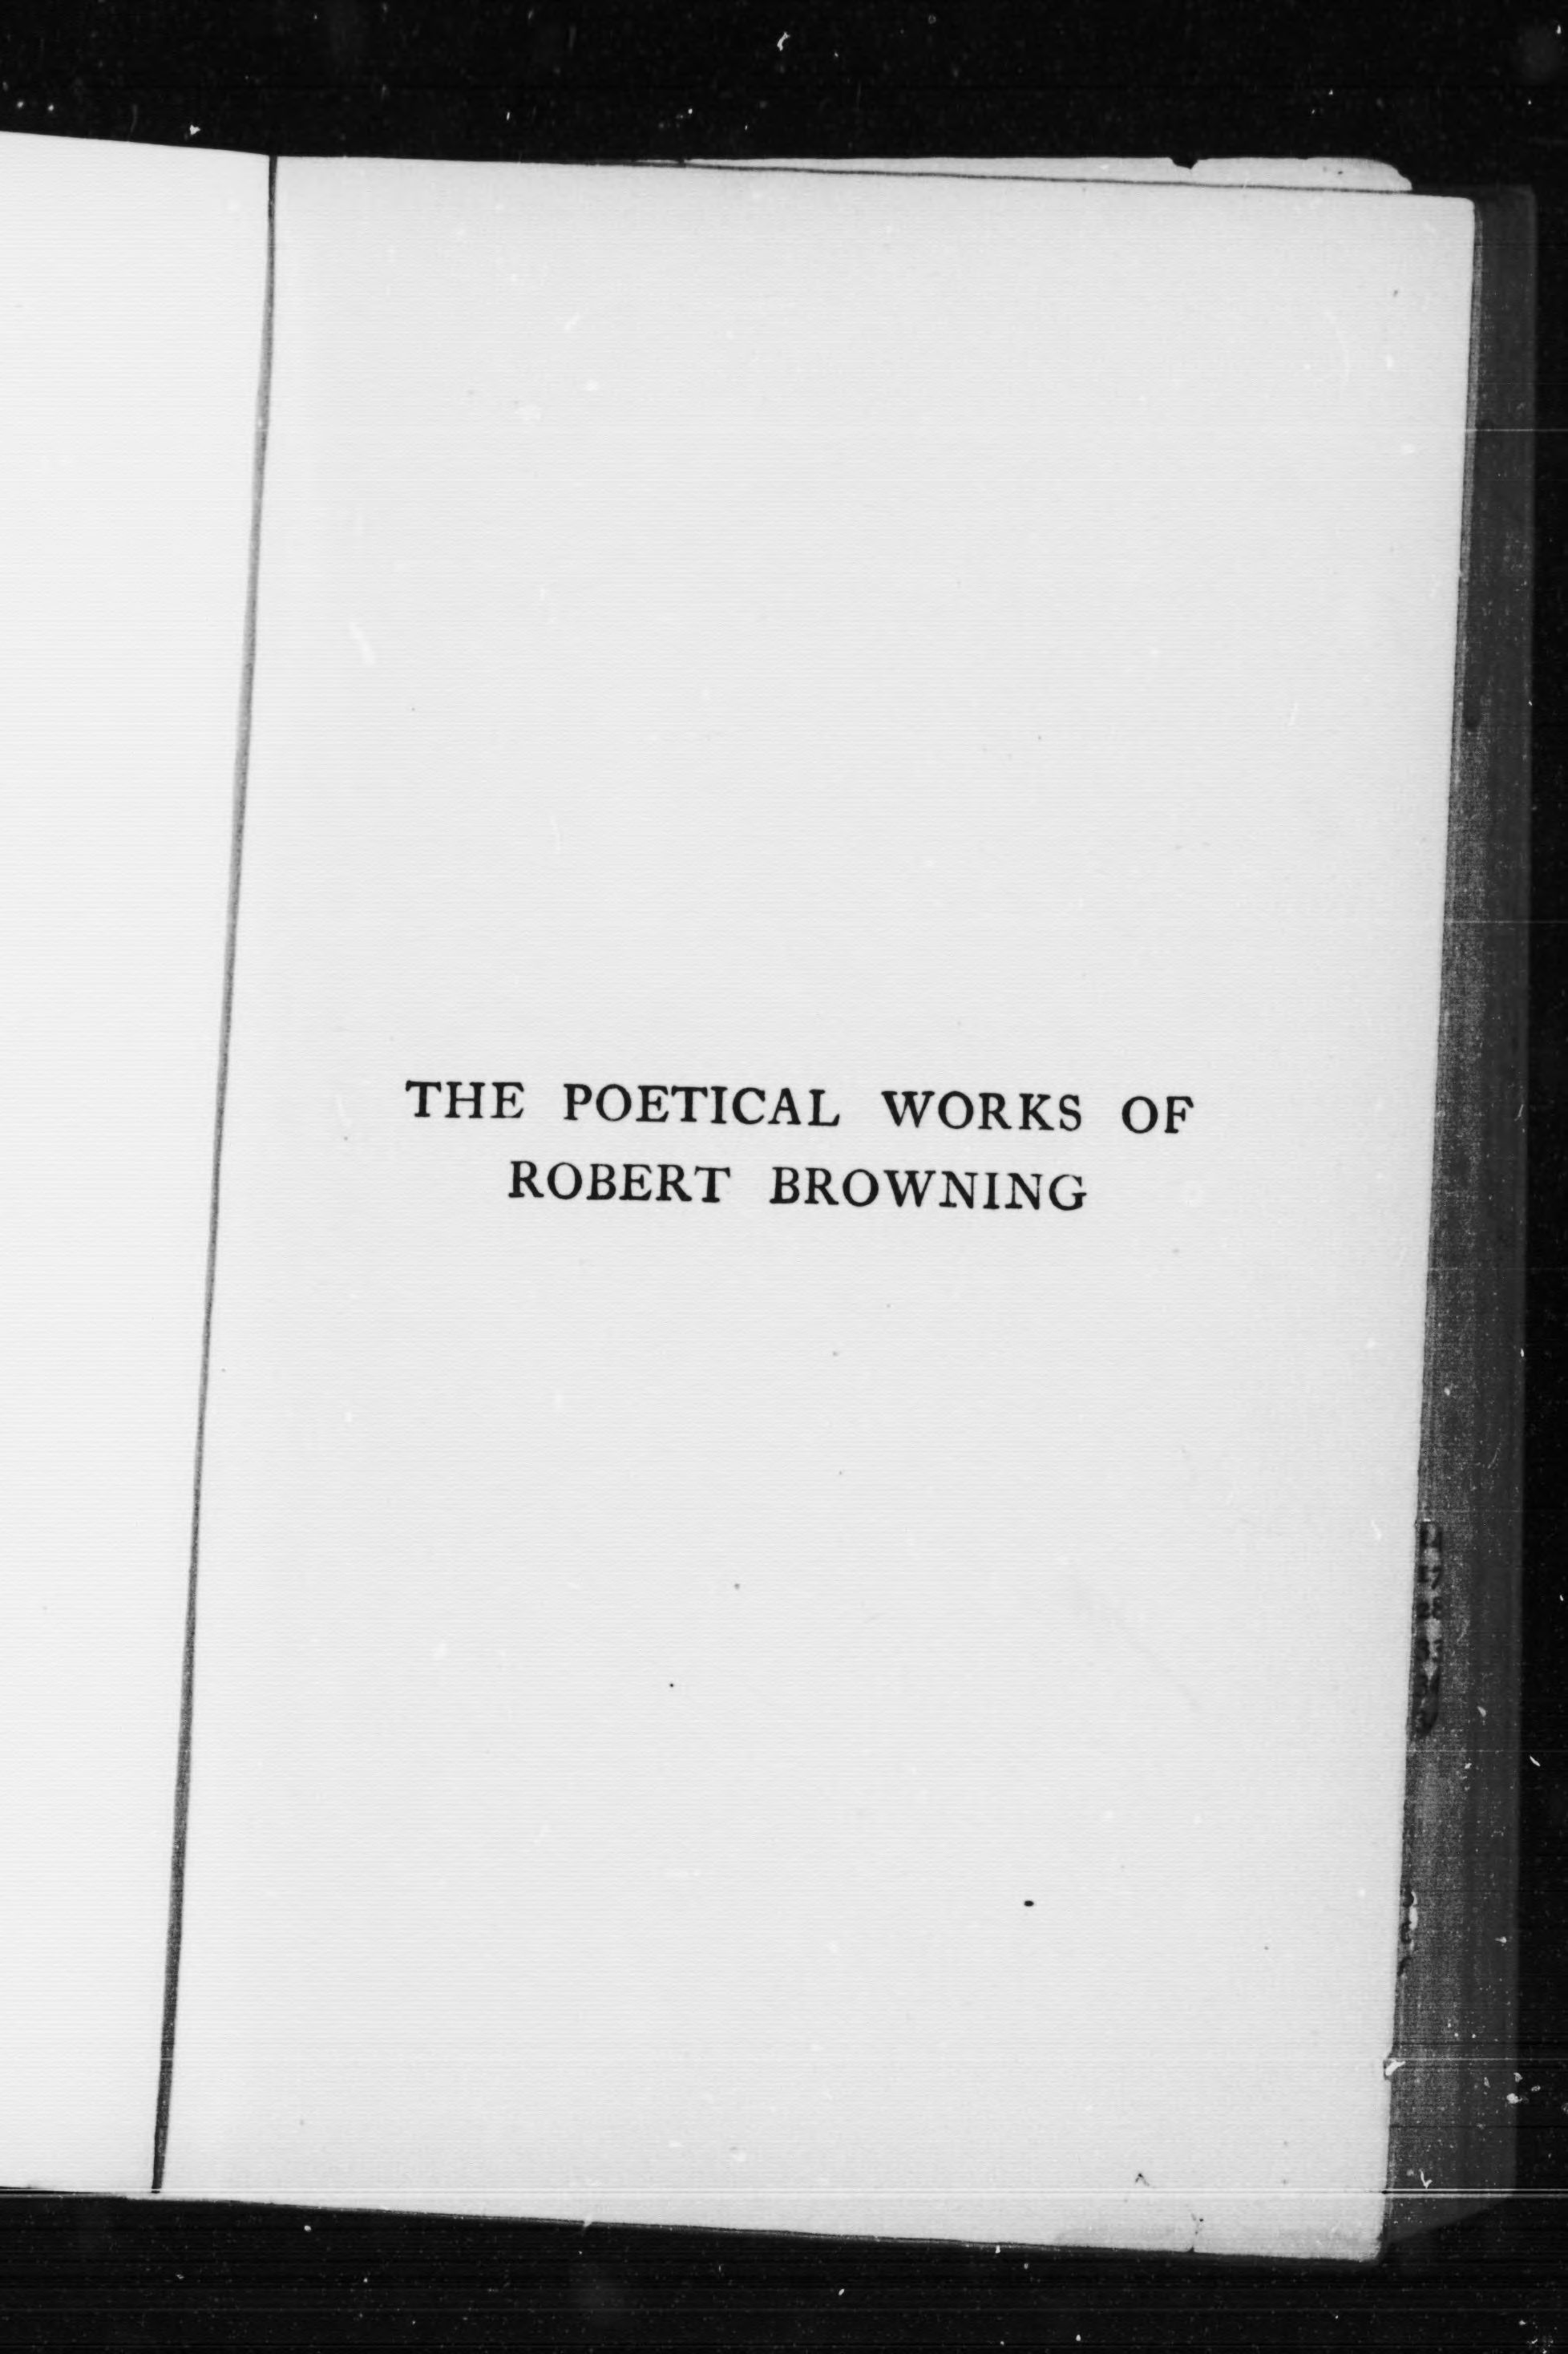 THE POETICAL WORKS OF
ROBERT BROWNING